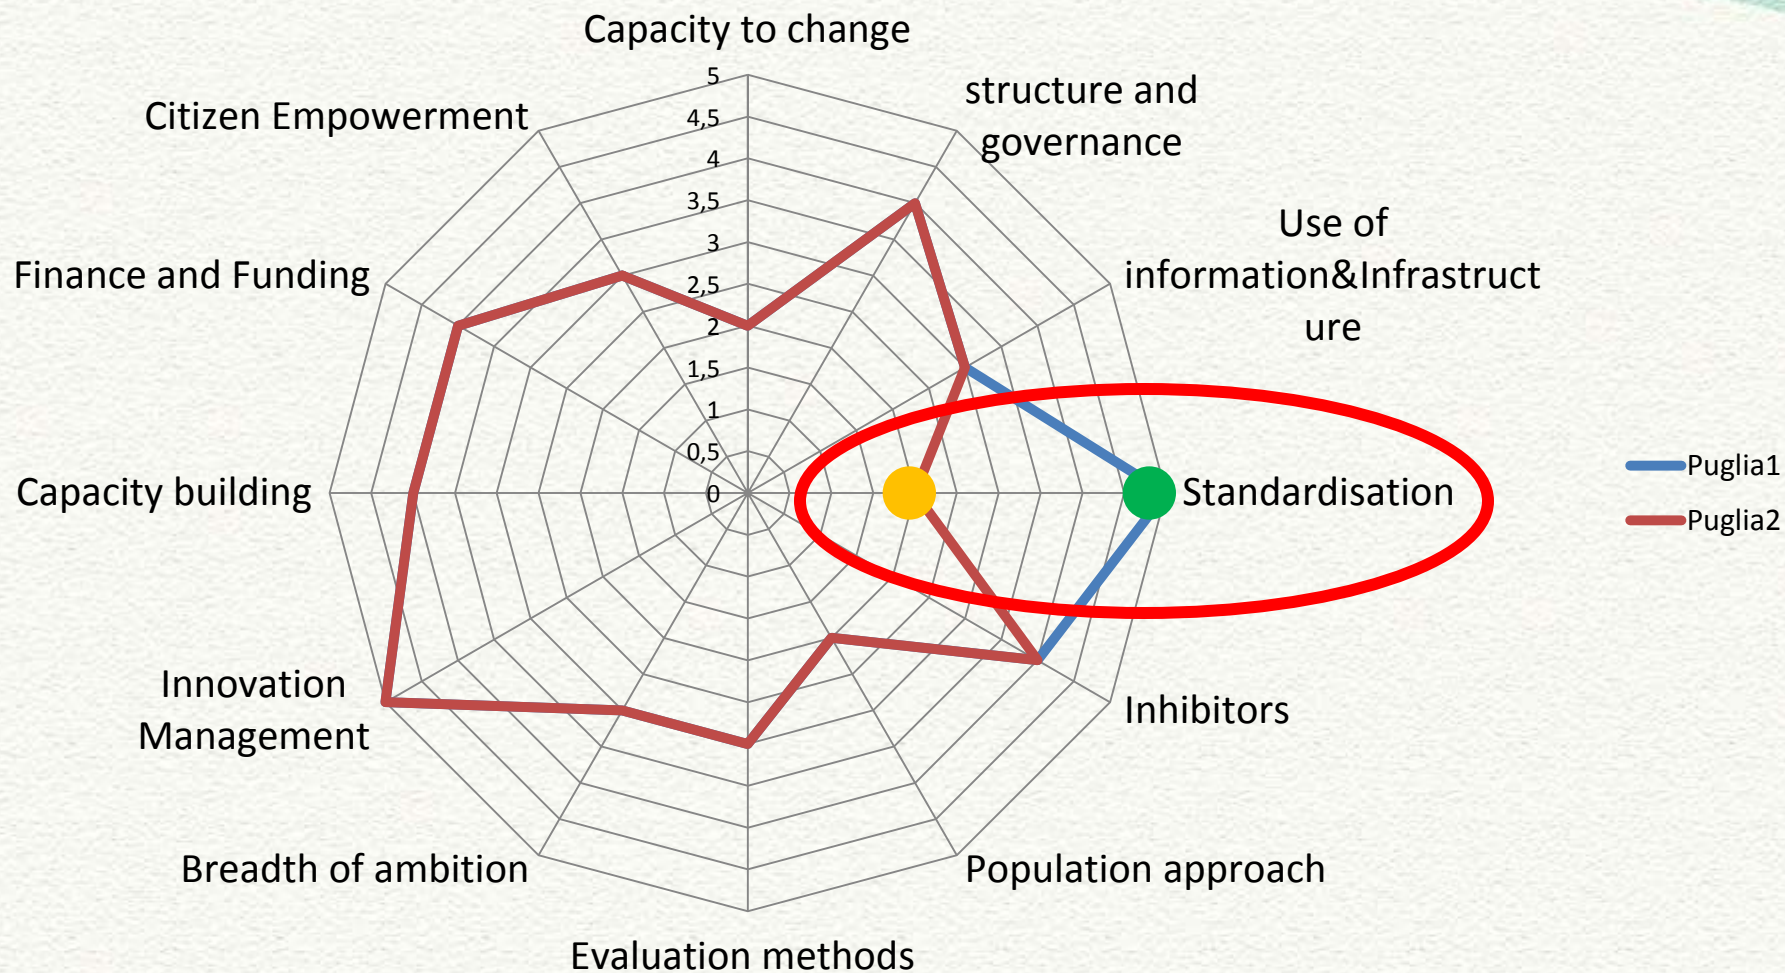 Capacity to change
structure and
governance
Use of
information&Infrastruct
ure
Standardisation
Inhibitors
Population approach
Evaluation methods
Breadth of ambition
Innovation
Management
Capacity building
Finance and Funding
Citizen Empowerment
5
4,5
4
3,5
3
2,5
2
1,5
1
0,5
0
Puglia1
Puglia2